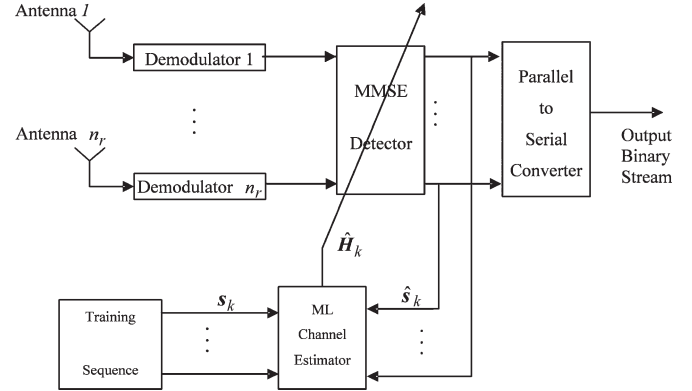 Antenna 1
Demodulator 1
Antenna n_r
Demodulator n_r
MMSE
Detector
Parallel
to
Serial
Converter
Output
Binary
Stream
Ĥ_k
Training
Sequence
s_k
ML
Channel
Estimator
ŝ_k